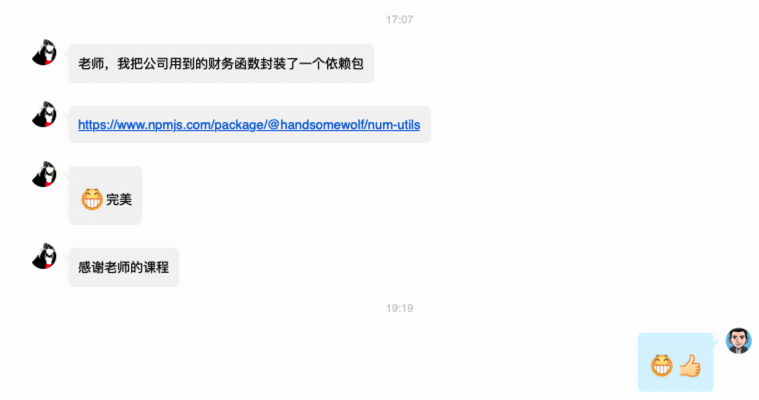 17:07
老师，我把公司用到的财务函数封装了一个依赖包
https://www.npmjs.com/package/@handsomewolf/num-utils
😁完美
感谢老师的课程
19:19
😁👍